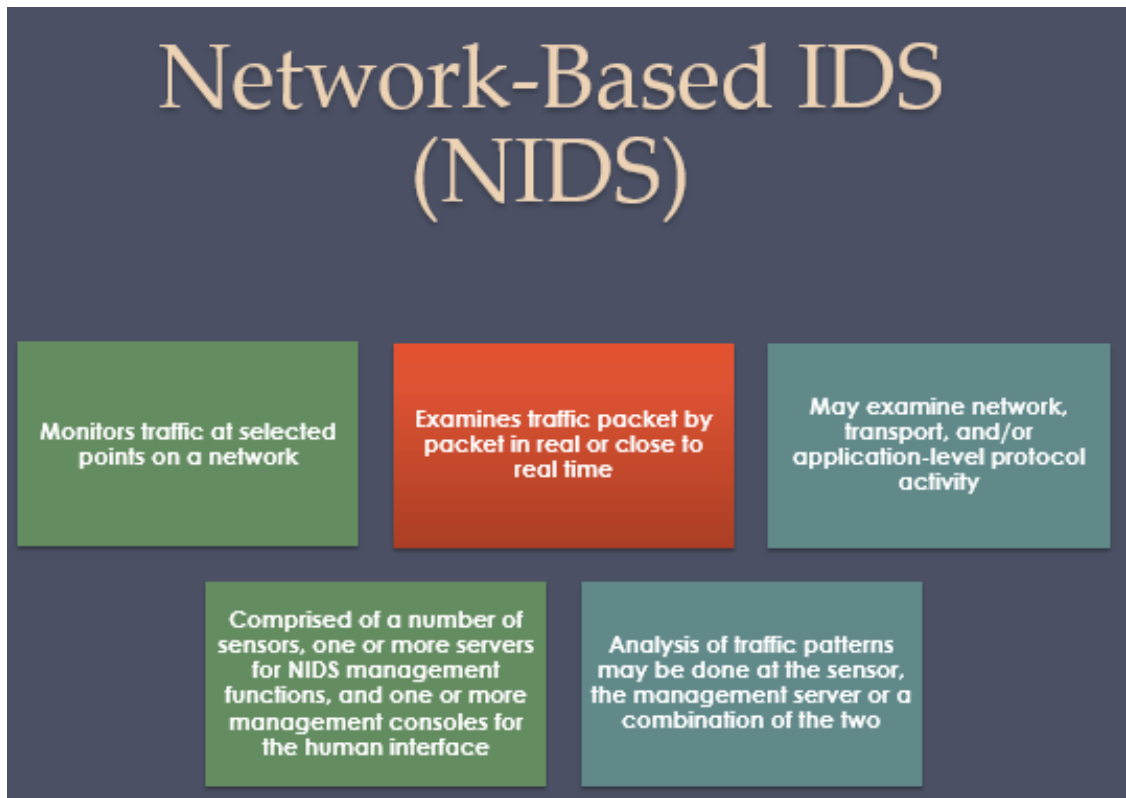 Network-Based IDS
(NIDS)
Monitors traffic at selected
points on a network
Examines traffic packet by
packet in real or close to
real time
May examine network,
transport, and/or
application-level protocol
activity
Comprised of a number of
sensors, one or more servers
for NIDS management
functions, and one or more
management consoles for
the human interface
Analysis of traffic patterns
may be done at the sensor,
the management server or a
combination of the two